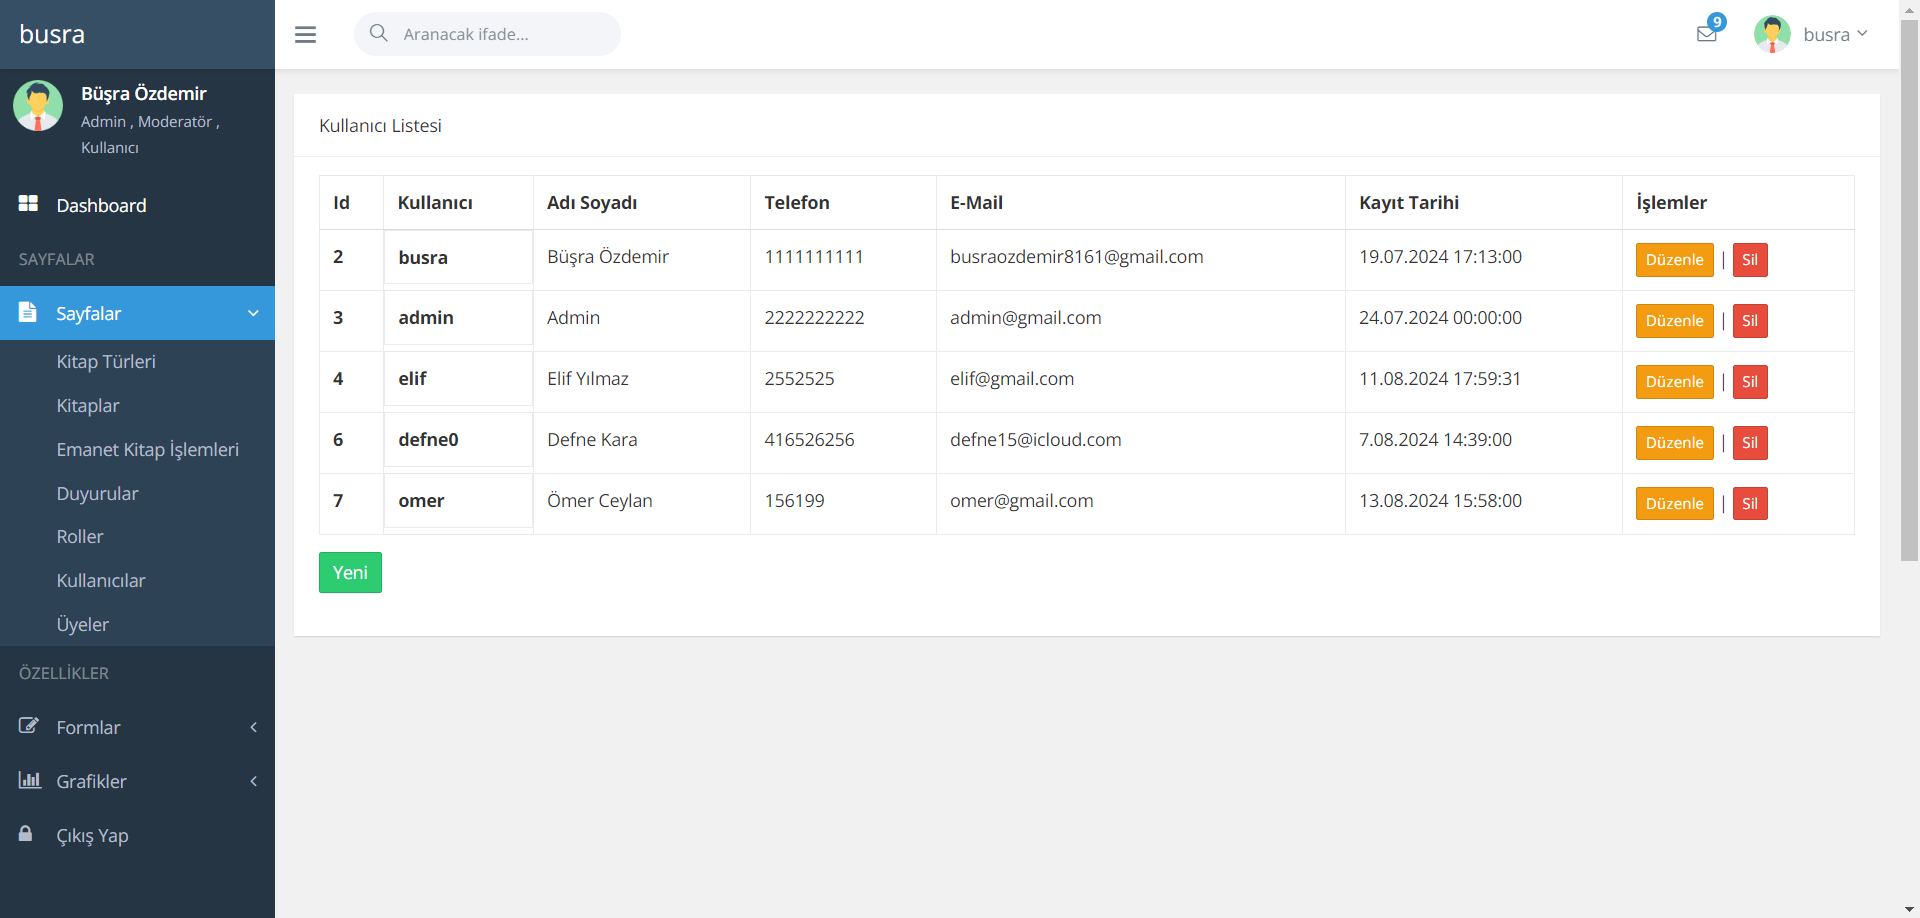 busra
Büşra Özdemir
Admin , Moderatör ,
Kullanıcı
Dashboard
SAYFALAR
Sayfalar
Kitap Türleri
Kitaplar
Emanet Kitap İşlemleri
Duyurular
Roller
Kullanıcılar
Üyeler
ÖZELLİKLER
Formlar
Grafikler
Çıkış Yap
Aranacak ifade...
9
busra
Kullanıcı Listesi
Id Kullanıcı Adı Soyadı Telefon E-Mail Kayıt Tarihi İşlemler
2 busra Büşra Özdemir 1111111111 busraozdemir8161@gmail.com 19.07.2024 17:13:00 Düzenle | Sil
3 admin Admin 2222222222 admin@gmail.com 24.07.2024 00:00:00 Düzenle | Sil
4 elif Elif Yılmaz 2552525 elif@gmail.com 11.08.2024 17:59:31 Düzenle | Sil
6 defne0 Defne Kara 416526256 defne15@icloud.com 7.08.2024 14:39:00 Düzenle | Sil
7 omer Ömer Ceylan 156199 omer@gmail.com 13.08.2024 15:58:00 Düzenle | Sil
Yeni